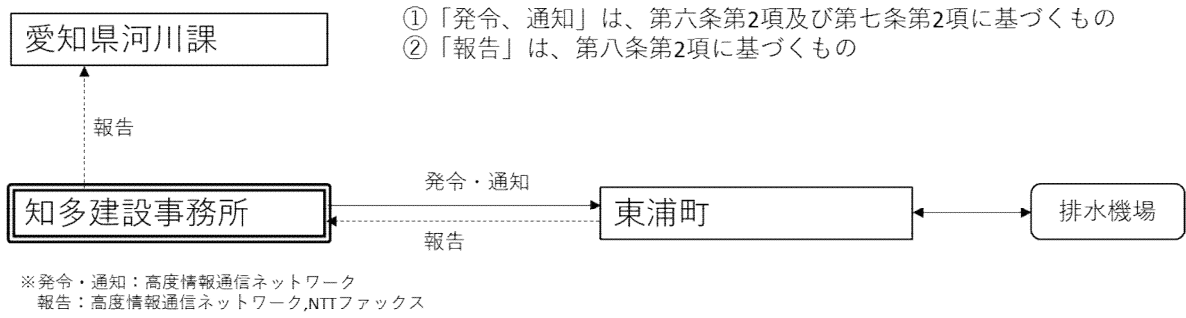 ①「発令、通知」は、第六条第2項及び第七条第2項に基づくもの
②「報告」は、第八条第2項に基づくもの
愛知県河川課
報告
知多建設事務所
発令・通知
報告
東浦町
排水機場
※発令・通知：高度情報通信ネットワーク
報告：高度情報通信ネットワーク,NTTファックス